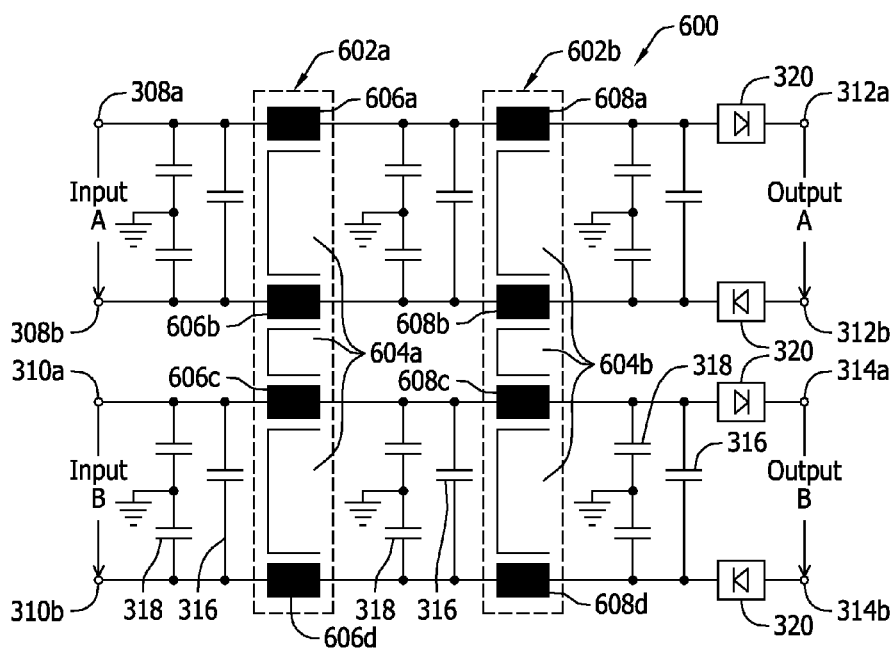 600
602a
602b
320
308a
606a
608a
312a
Input
A
Output
A
308b
606b
608b
312b
604a
604b
320
310a
606c
608c
318
314a
316
Input
B
Output
B
310b
318
316
318
316
314b
606d
608d
320